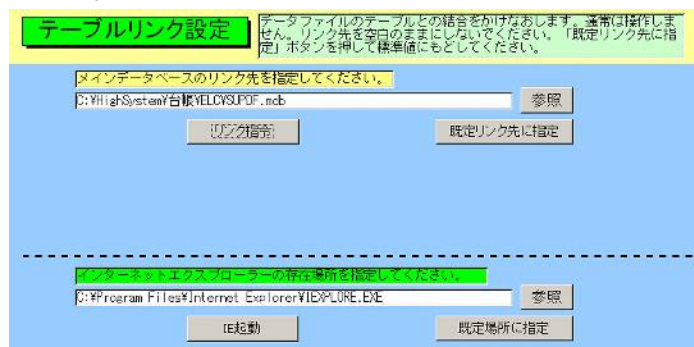 テーブルリンク設定
データファイルのテーブルとの結合をかけなおします。通常は操作しま
せん。リンク先を空白のままにしないでください。「既定リンク先に指
定」ボタンを押して標準値にもどしてください。
メインデータベースのリンク先を指定してください。
C:¥HighSystem¥台帳¥ELCVSUPDF.mdb
参照
リンク指令
既定リンク先に指定
インターネットエクスプローラーの存在場所を指定してください。
C:¥Program Files¥Internet Explorer¥IEXPLORE.EXE
参照
IE起動
既定場所に指定